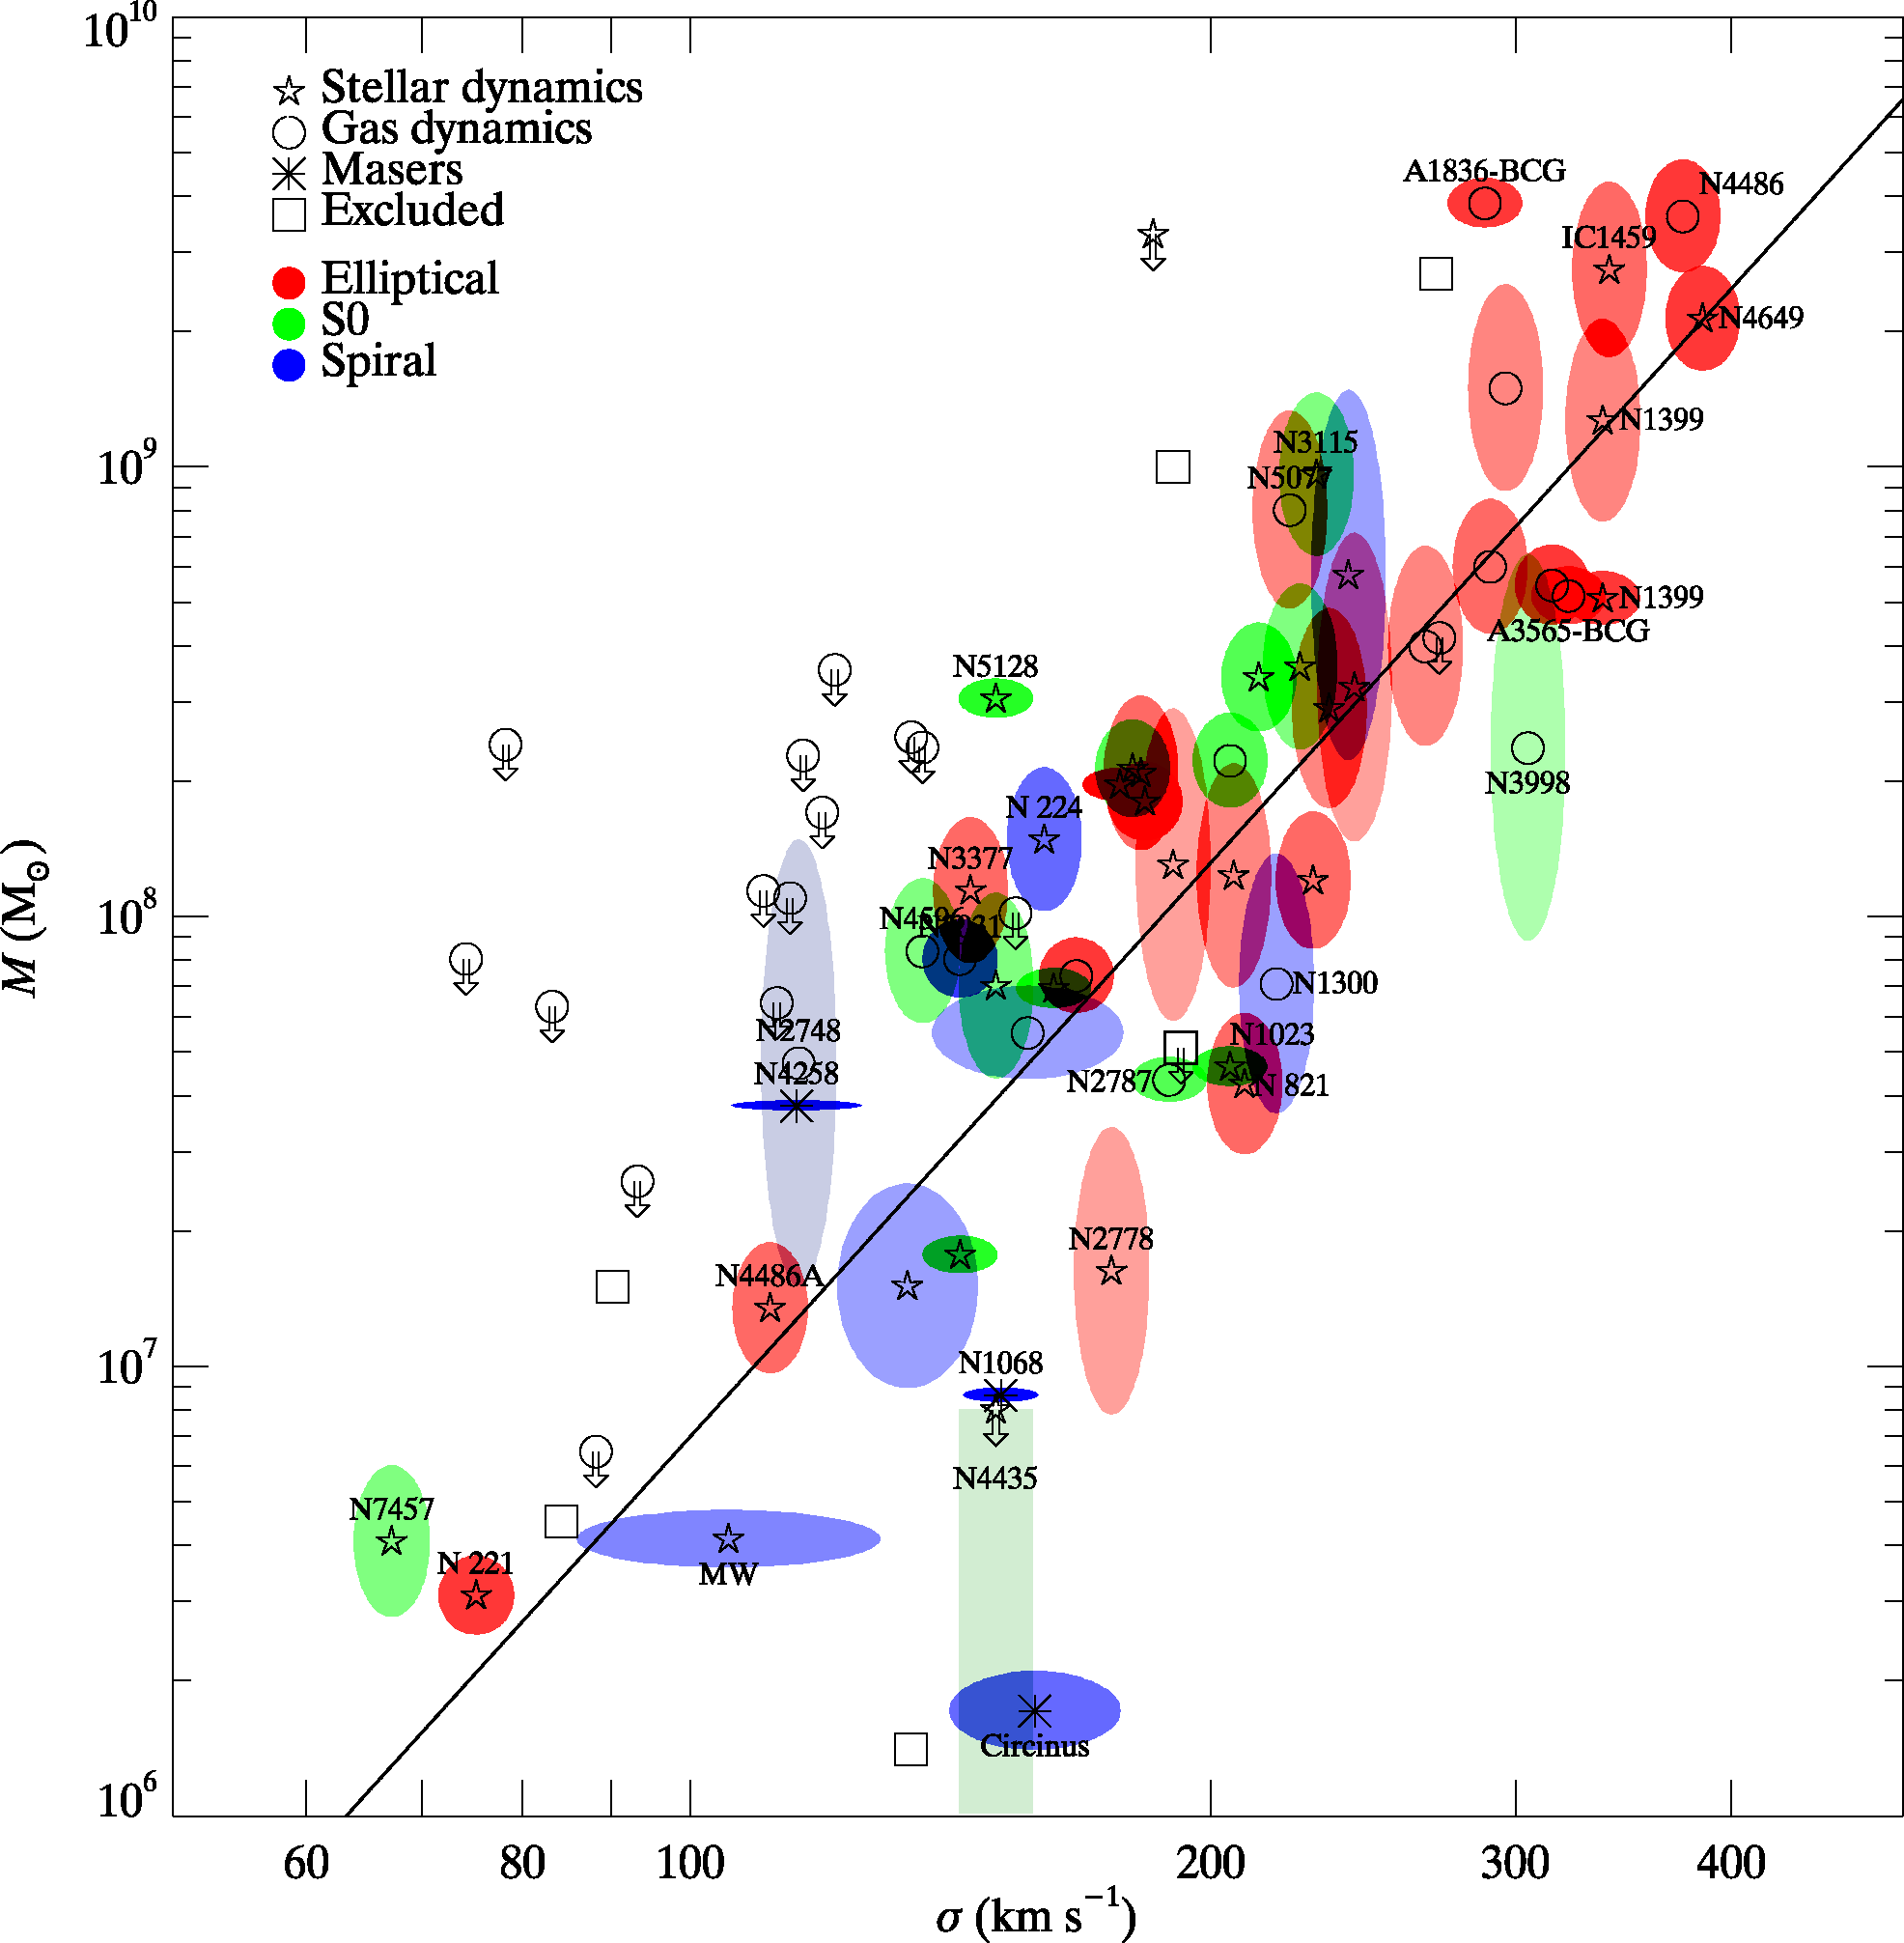 10^10
Stellar dynamics
Gas dynamics
Masers
Excluded
Elliptical
S0
Spiral
A1836-BCG
N4486
IC1459
N4649
N1399
N3115
10^9
N5077
N1399
A3565-BCG
N5128
N3998
N 224
N3377
M (M⊙)
10^8
N4596
N1300
N2748
N1023
N4258
N2787
N 821
N2778
N4486A
10^7
N1068
N4435
N7457
N 221
MW
Circinus
10^6
60 80 100 200 300 400
σ (km s^−1)